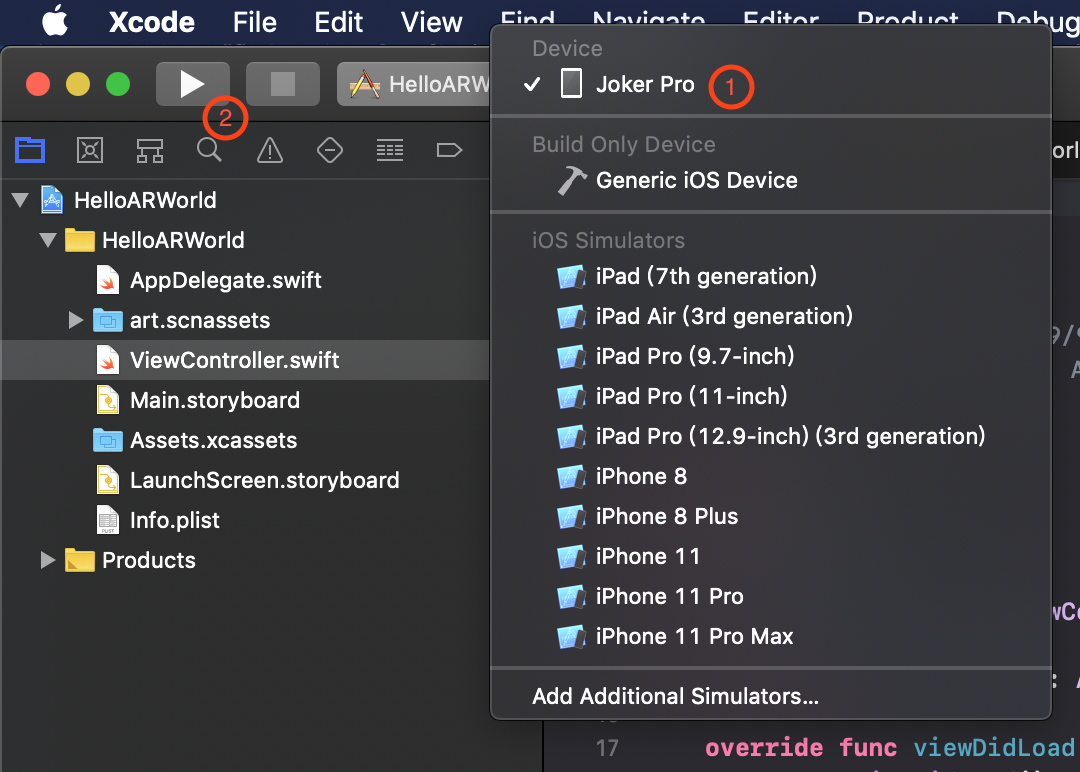 Xcode File Edit View Find Navigate Editor Product Debug
HelloARW
2
Device
Joker Pro 1
Build Only Device
Generic iOS Device
iOS Simulators
iPad (7th generation)
iPad Air (3rd generation)
iPad Pro (9.7-inch)
iPad Pro (11-inch)
iPad Pro (12.9-inch) (3rd generation)
iPhone 8
iPhone 8 Plus
iPhone 11
iPhone 11 Pro
iPhone 11 Pro Max
Add Additional Simulators...
HelloARWorld
HelloARWorld
AppDelegate.swift
art.scnassets
ViewController.swift
Main.storyboard
Assets.xcassets
LaunchScreen.storyboard
Info.plist
Products
17 override func viewDidLoad